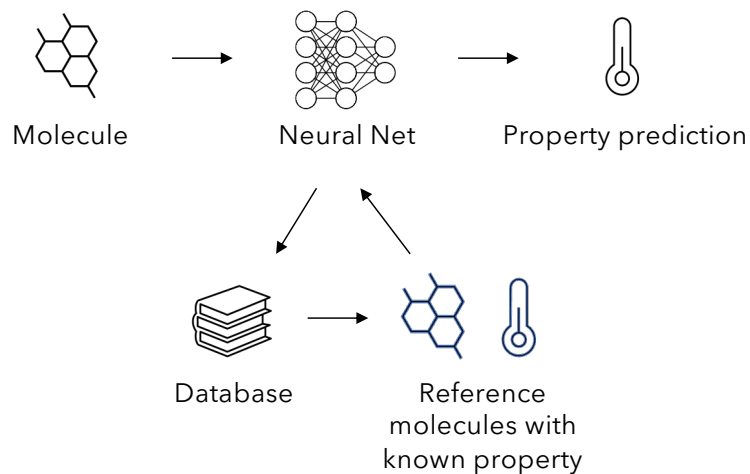 Molecule
Neural Net
Property prediction
Database
Reference
molecules with
known property